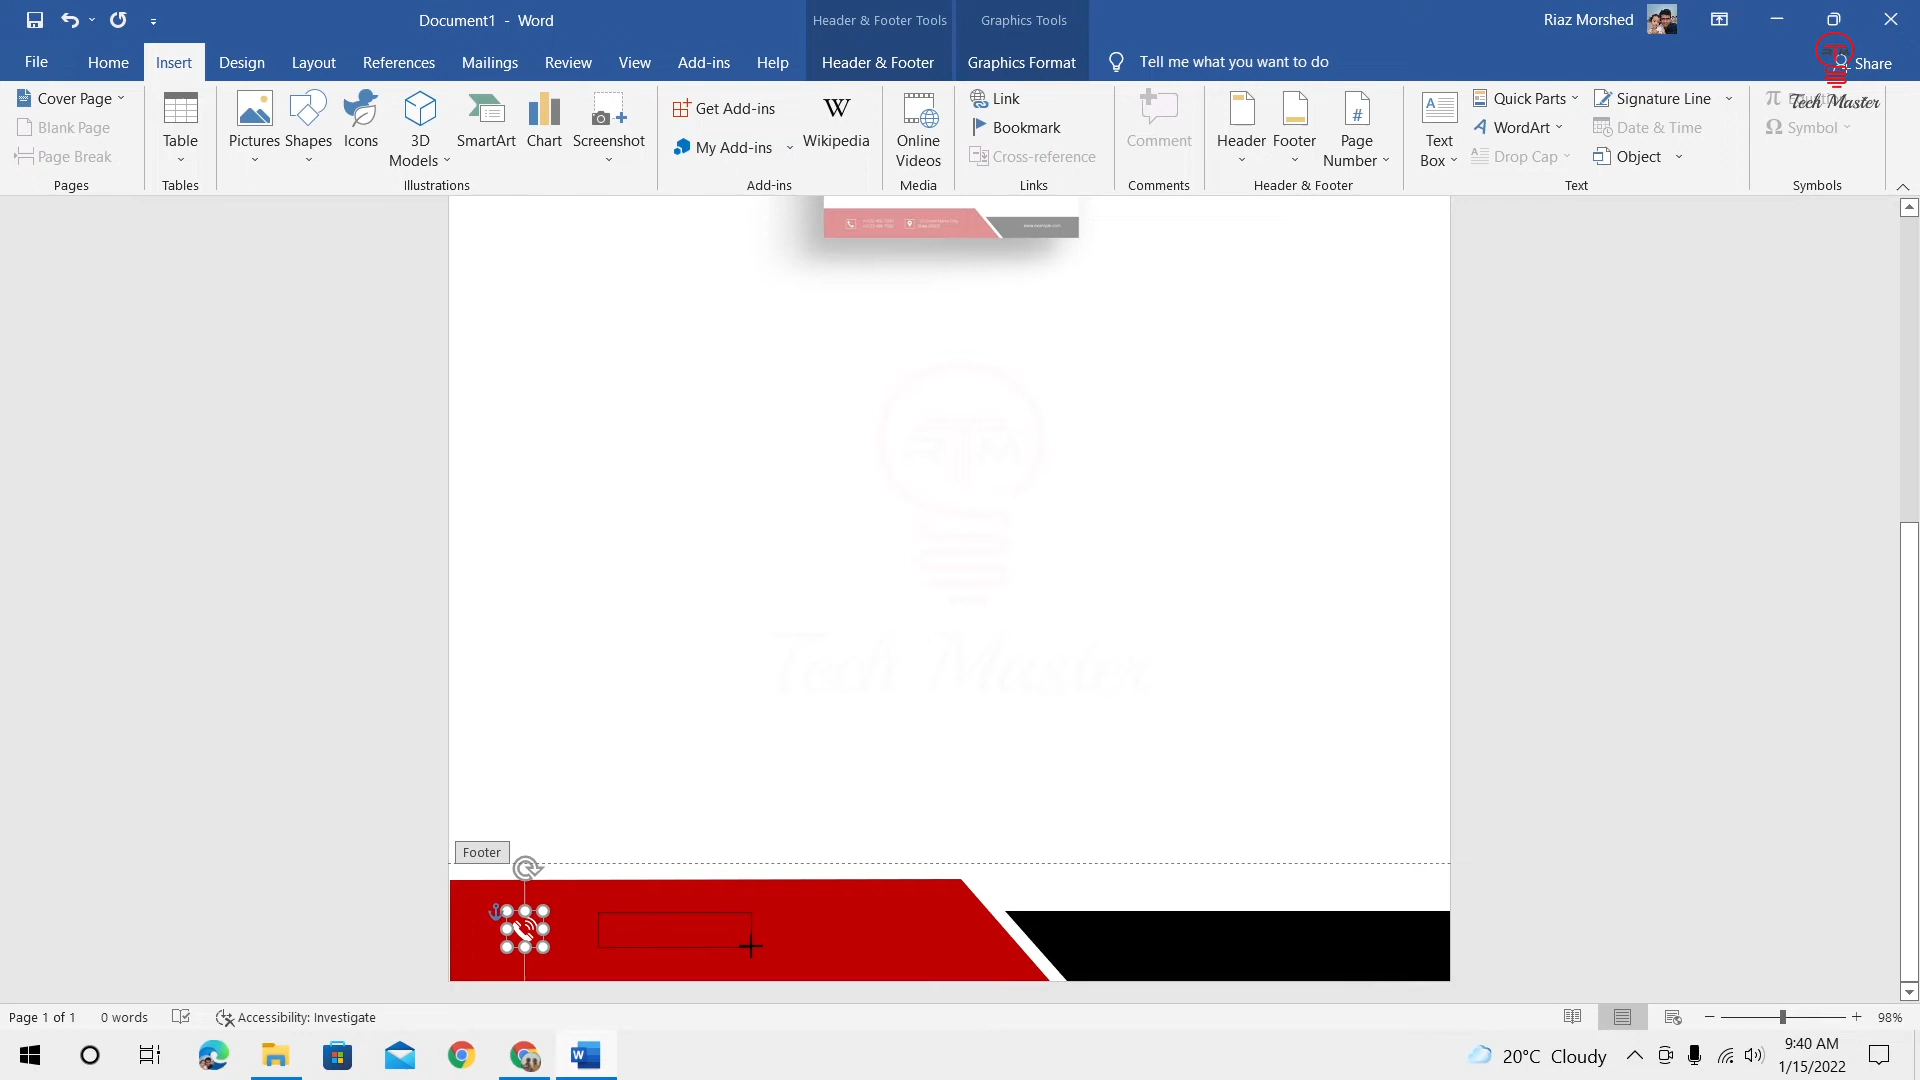 Document1 - Word
Header & Footer Tools
Graphics Tools
Riaz Morshed
File
Home
Insert
Design
Layout
References
Mailings
Review
View
Add-ins
Help
Header & Footer
Graphics Format
Tell me what you want to do
Share
Cover Page
Blank Page
Page Break
Pages
Table
Tables
Pictures
Shapes
Icons
3D
Models
SmartArt
Chart
Screenshot
Illustrations
Get Add-ins
My Add-ins
Wikipedia
Add-ins
Online
Videos
Media
Link
Bookmark
Cross-reference
Links
Comment
Comments
Header
Footer
Page
Number
Header & Footer
Text
Box
Quick Parts
WordArt
Drop Cap
Signature Line
Date & Time
Object
Text
Tech Master
Symbol
Symbols
www.example.com
RTM
Tech Master
Footer
Page 1 of 1
0 words
Accessibility: Investigate
98%
20°C Cloudy
9:40 AM
1/15/2022